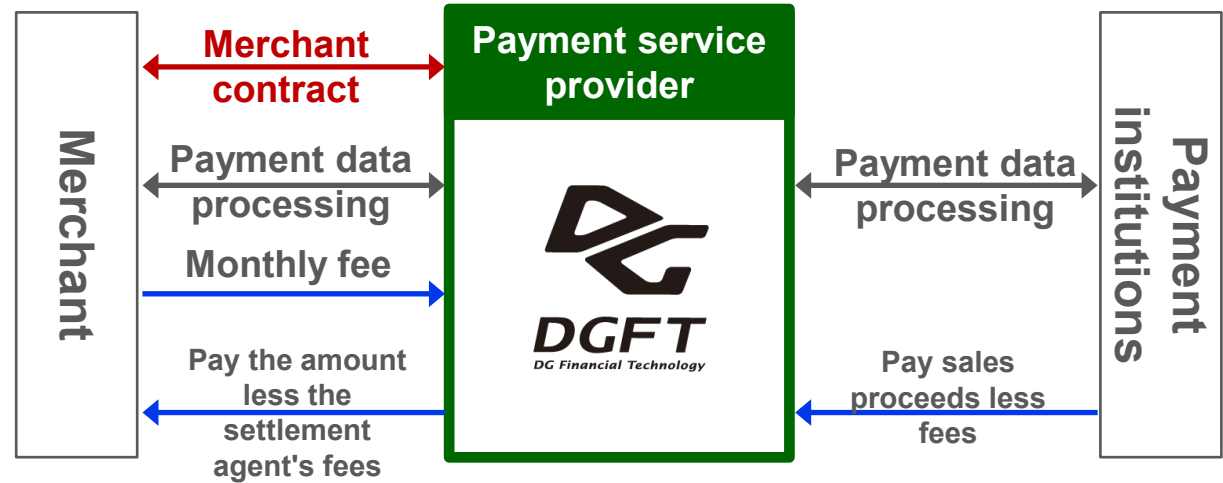 Merchant
Merchant
contract
Payment data
processing
Monthly fee
Pay the amount
less the
settlement
agent's fees
Payment service
provider
DG
DGFT
DG Financial Technology
Payment data
processing
Pay sales
proceeds less
fees
Payment
institutions